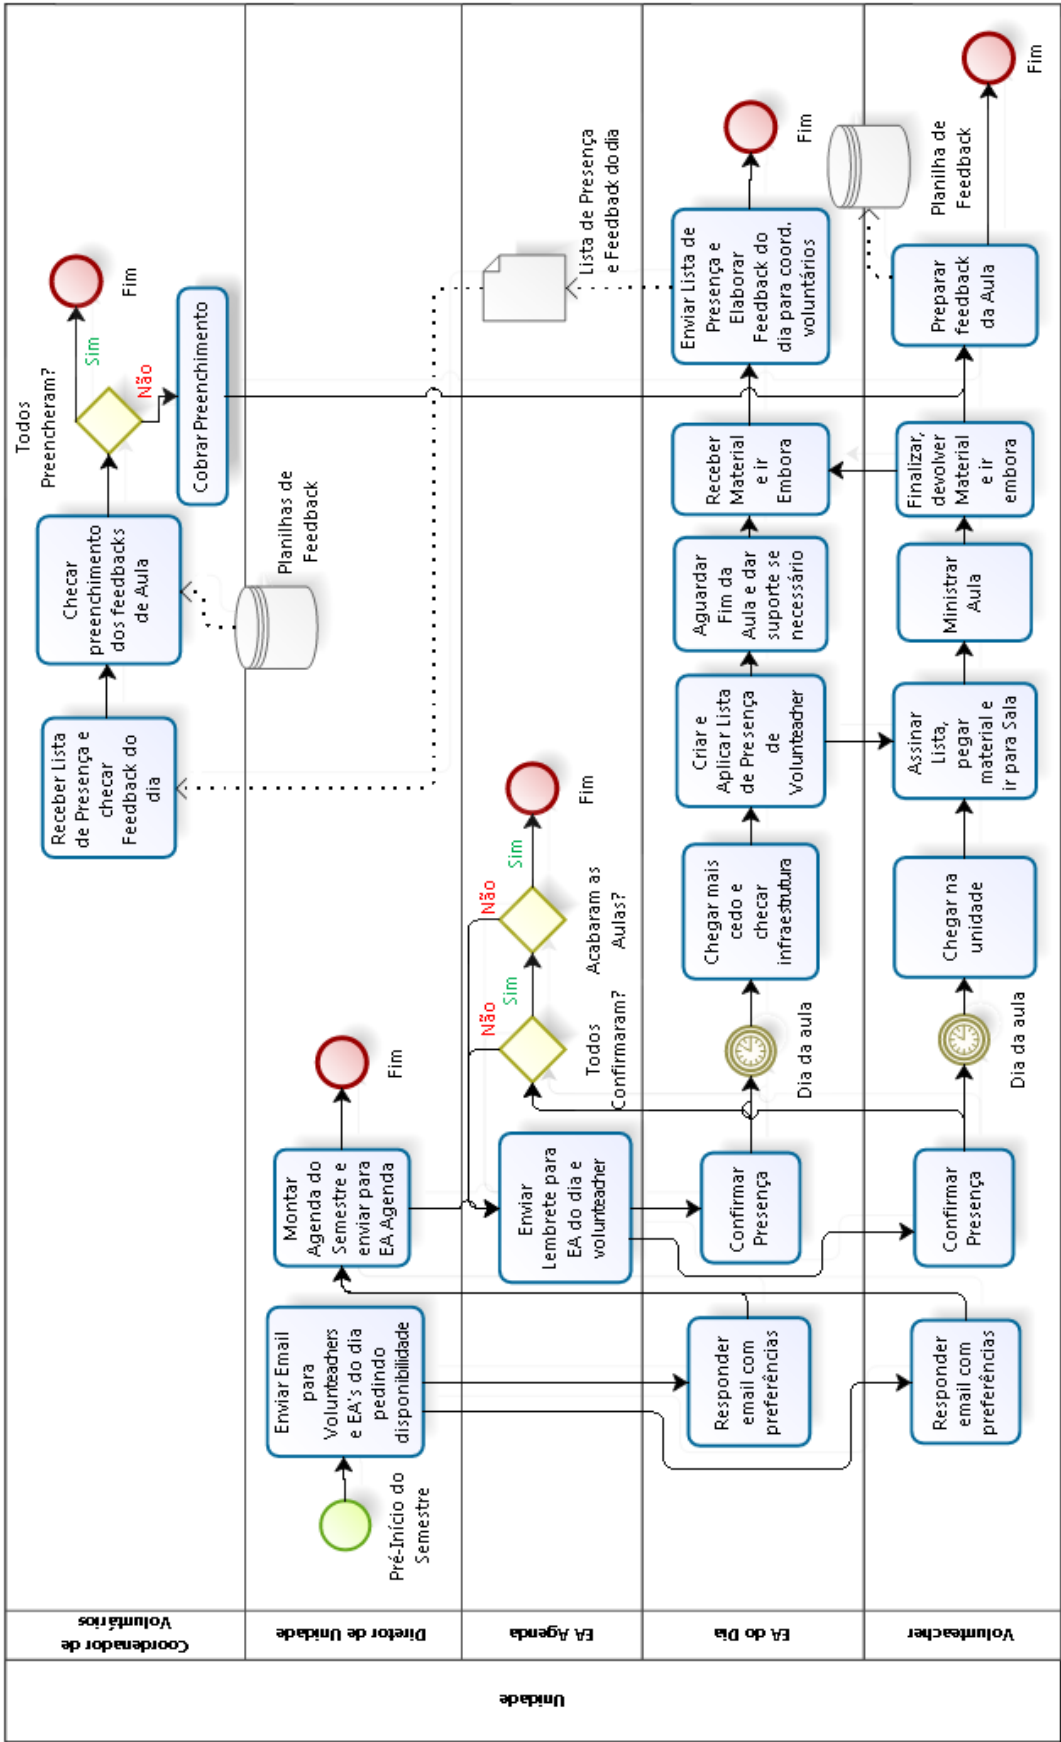 Unidade
Coordenador de
Voluntários
Receber Lista
de Presença e
checar
Feedback do
dia
Checar
preenchimento
dos feedbacks
de Aula
Planilhas de
Feedback
Todos
Preencheram?
Sim
Não
Fim
Cobrar Preenchimento
Diretor de Unidade
Pré-Início do
Semestre
Enviar Email
para
Volunteachers
e EA's do dia
pedindo
disponibilidade
Montar
Agenda do
Semestre e
enviar para
EA Agenda
Fim
EA Agenda
Enviar
Lembrete para
EA do dia e
volunteacher
Todos
Confirmaram?
Não
Sim
Acabaram as
Aulas?
Não
Sim
Fim
Lista de Presença
e Feedback do dia
EA do Dia
Responder
email com
preferências
Confirmar
Presença
Dia da aula
Chegar mais
cedo e
checar
infraestrutura
Criar e
Aplicar Lista
de Presença
de
Volunteacher
Aguardar
Fim da
Aula e dar
suporte se
necessário
Receber
Material
e ir
Embora
Enviar Lista de
Presença e
Elaborar
Feedback do
dia para coord.
voluntários
Fim
Volunteacher
Responder
email com
preferências
Confirmar
Presença
Dia da aula
Chegar na
unidade
Assinar
Lista,
pegar
material e
ir para Sala
Ministrar
Aula
Finalizar,
devolver
Material
e ir
embora
Preparar
feedback
da Aula
Planilha de
Feedback
Fim